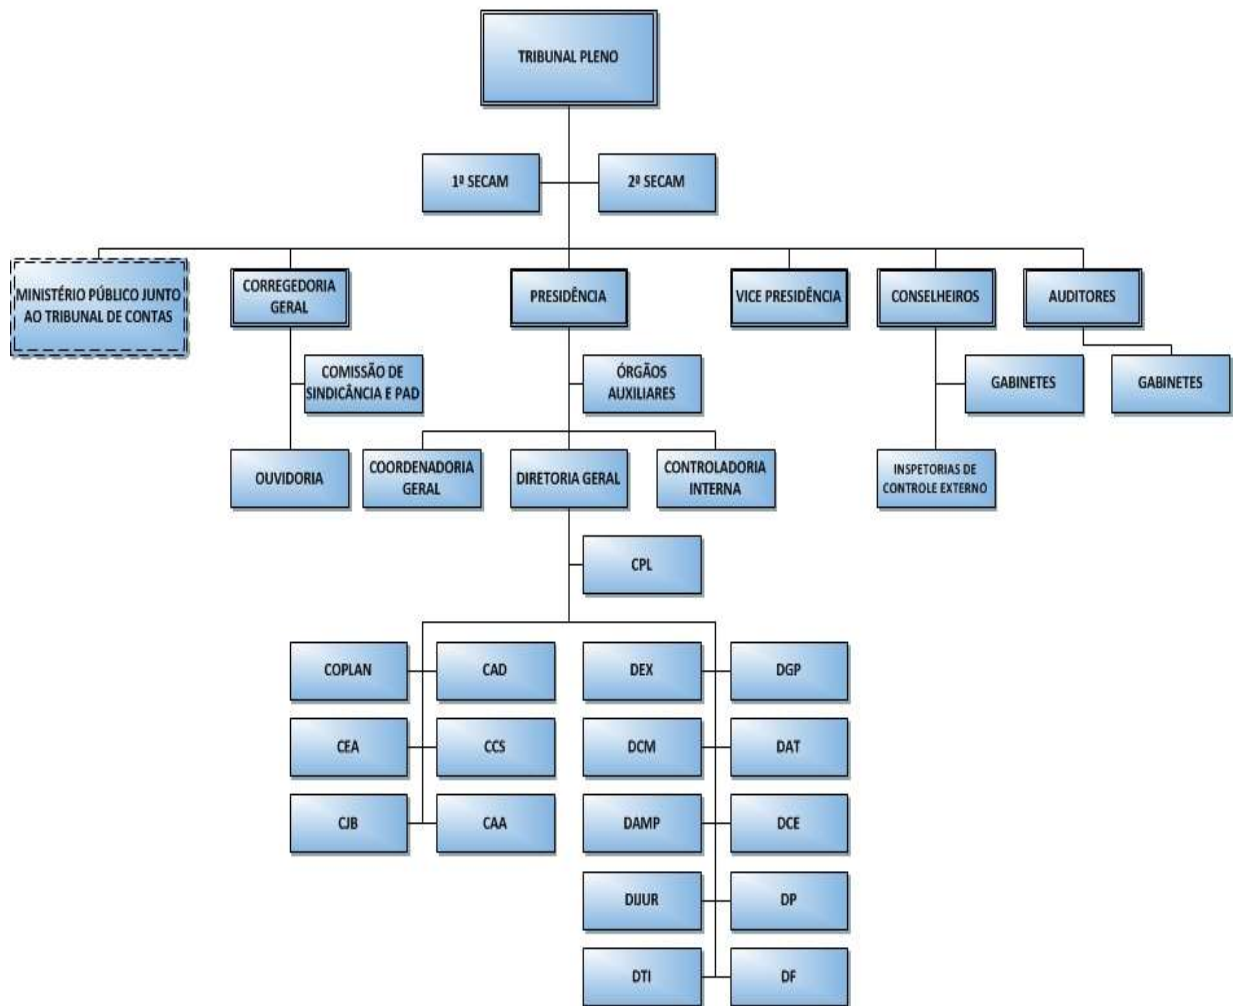 TRIBUNAL PLENO
1ª SECAM
2ª SECAM
MINISTÉRIO PÚBLICO JUNTO
AO TRIBUNAL DE CONTAS
CORREGEDORIA
GERAL
PRESIDÊNCIA
VICE PRESIDÊNCIA
CONSELHEIROS
AUDITORES
COMISSÃO DE
SINDICÂNCIA E PAD
ÓRGÃOS
AUXILIARES
GABINETES
GABINETES
OUVIDORIA
COORDENADORIA
GERAL
DIRETORIA GERAL
CONTROLADORIA
INTERNA
INSPETORIAS DE
CONTROLE EXTERNO
CPL
COPLAN
CAD
DEX
DGP
CEA
CCS
DCM
DAT
CJB
CAA
DAMP
DCE
DIJUR
DP
DTI
DF